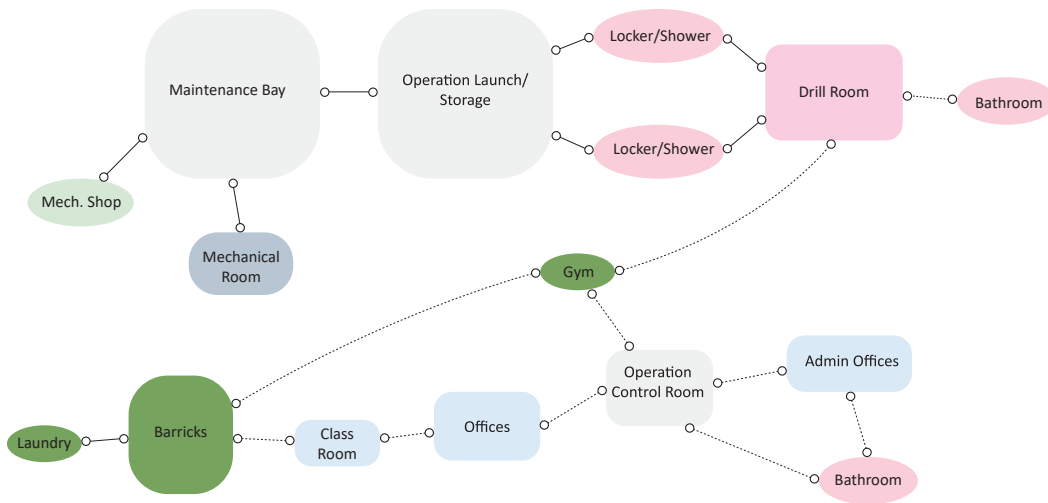 Locker/Shower
Maintenance Bay
Operation Launch/
Storage
Drill Room
Bathroom
Locker/Shower
Mech. Shop
Mechanical
Room
Gym
Operation
Control Room
Admin Offices
Laundry
Barricks
Class
Room
Offices
Bathroom